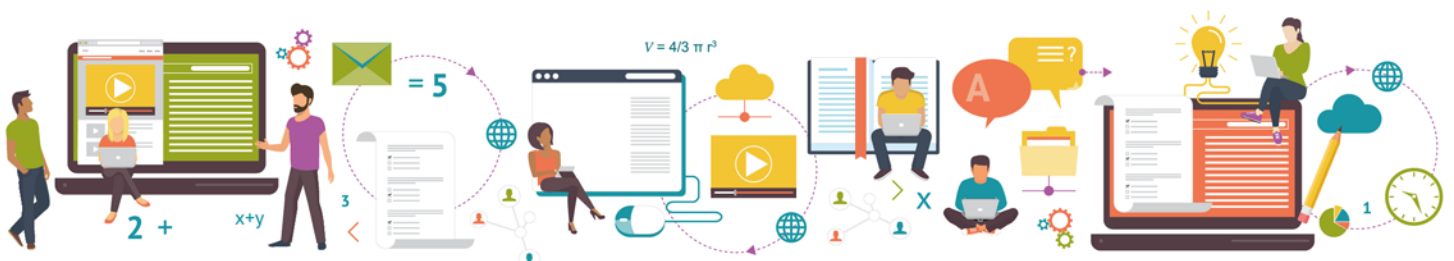 2 +
x+y
= 5
3
<
V = 4/3 π r³
A
?
>
X
1